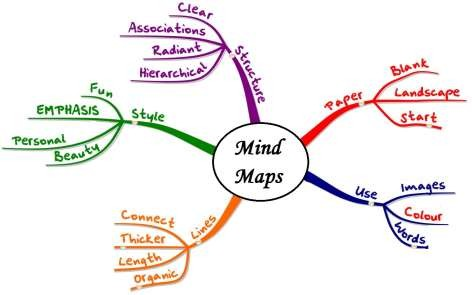 Mind
Maps
Structure
Clear
Associations
Radiant
Hierarchical
Paper
Blank
Landscape
Start
Use
Images
Colour
Words
Lines
Connect
Thicker
Length
Organic
Style
Fun
EMPHASIS
Personal
Beauty